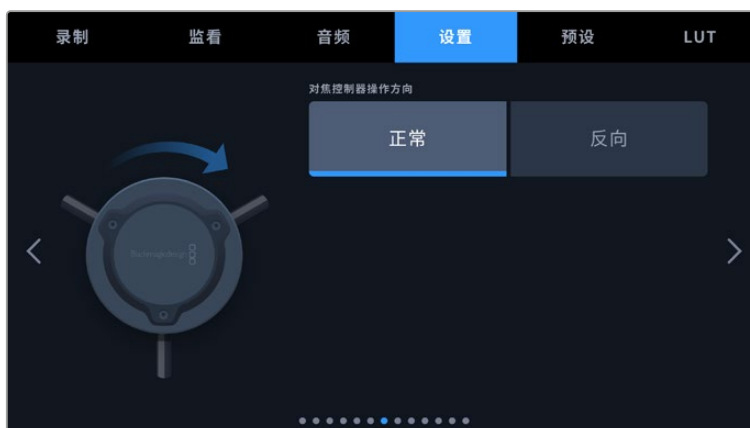 录制
监看
音频
设置
预设
LUT
对焦控制器操作方向
正常
反向
Blackmagicdesign